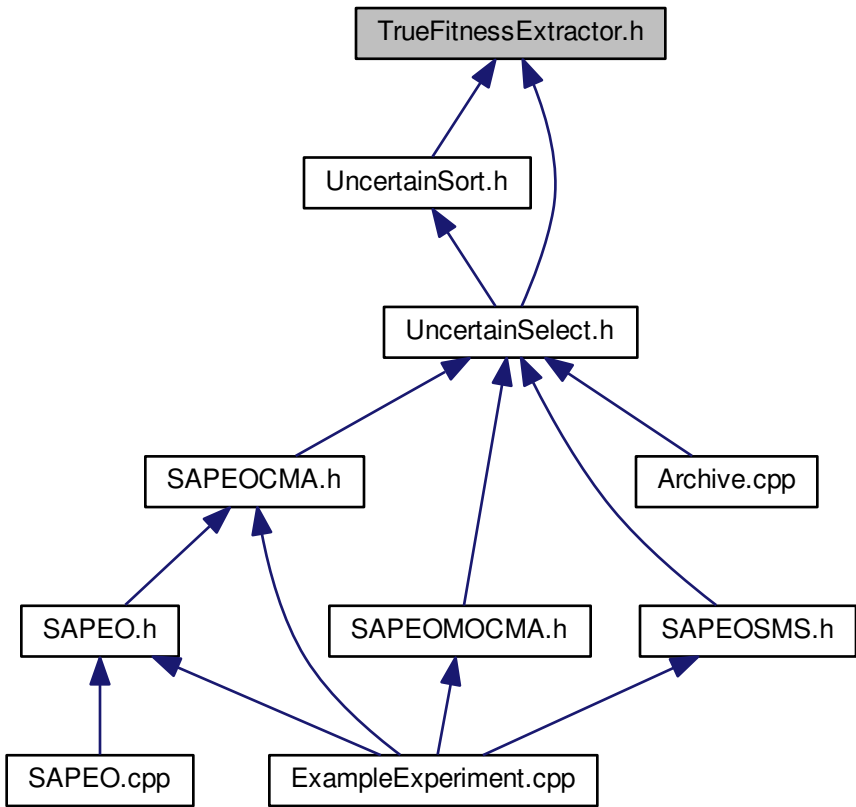 TrueFitnessExtractor.h
UncertainSort.h
UncertainSelect.h
SAPEOCMA.h
Archive.cpp
SAPEO.h
SAPEOMOCMA.h
SAPEOSMS.h
SAPEO.cpp
ExampleExperiment.cpp